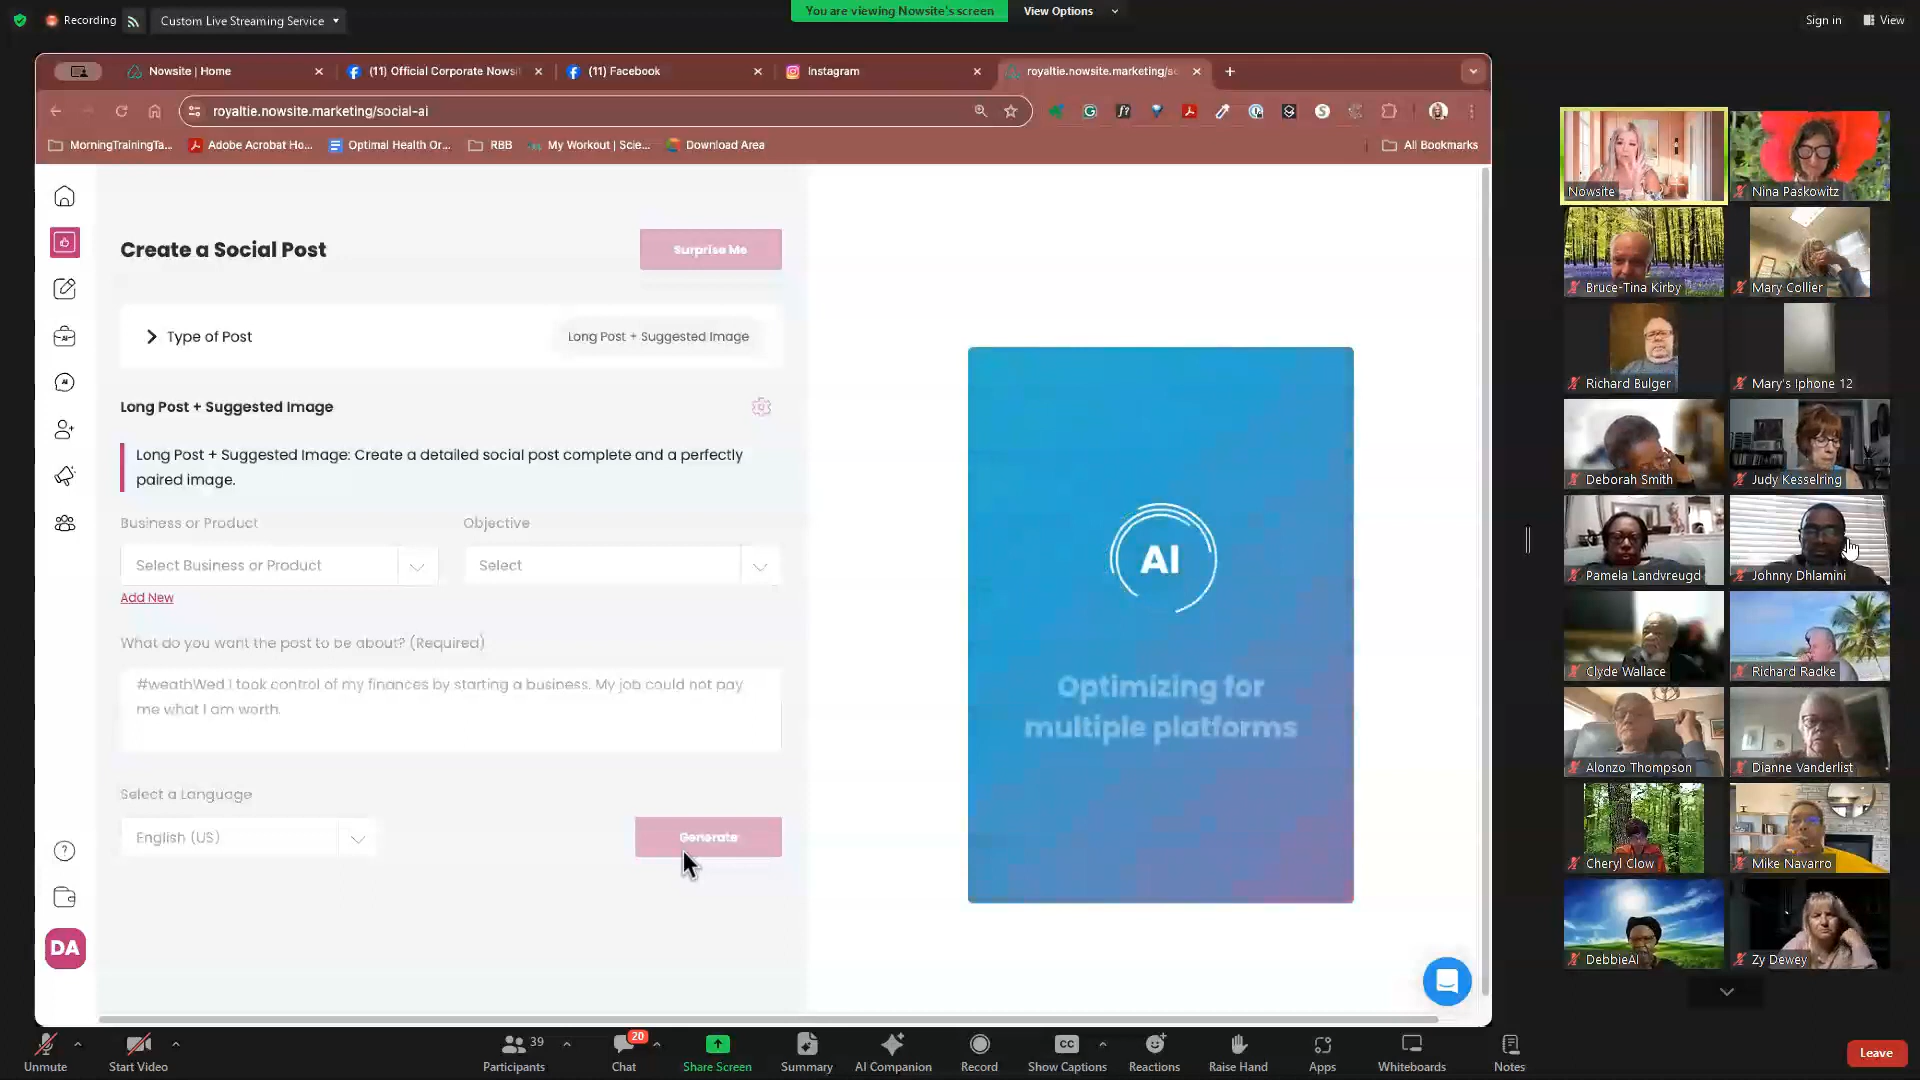 Recording
Custom Live Streaming Service
You are viewing Nowsite's screen
View Options
Sign in
View
Nowsite | Home
(11) Official Corporate Nowsit
(11) Facebook
Instagram
royaltie.nowsite.marketing/so
royaltie.nowsite.marketing/social-ai
MorningTrainingTa...
Adobe Acrobat Ho...
Optimal Health Or...
RBB
My Workout | Scie...
Download Area
All Bookmarks
Create a Social Post
Surprise Me
Type of Post
Long Post + Suggested Image
Long Post + Suggested Image
Long Post + Suggested Image: Create a detailed social post complete and a perfectly
paired image.
Business or Product
Objective
Select Business or Product
Select
Add New
What do you want the post to be about? (Required)
#weathWed I took control of my finances by starting a business. My job could not pay
me what I am worth.
Select a Language
English (US)
Generate
DA
AI
Optimizing for
multiple platforms
Nowsite
Nina Paskowitz
Bruce-Tina Kirby
Mary Collier
Richard Bulger
Mary's Iphone 12
Deborah Smith
Judy Kesselring
Pamela Landvreugd
Johnny Dhlamini
Clyde Wallace
Richard Radke
Alonzo Thompson
Dianne Vanderlist
Cheryl Clow
Mike Navarro
DebbieAI
Zy Dewey
Unmute
Start Video
39
Participants
20
Chat
Share Screen
Summary
AI Companion
Record
CC
Show Captions
Reactions
Raise Hand
Apps
Whiteboards
Notes
Leave